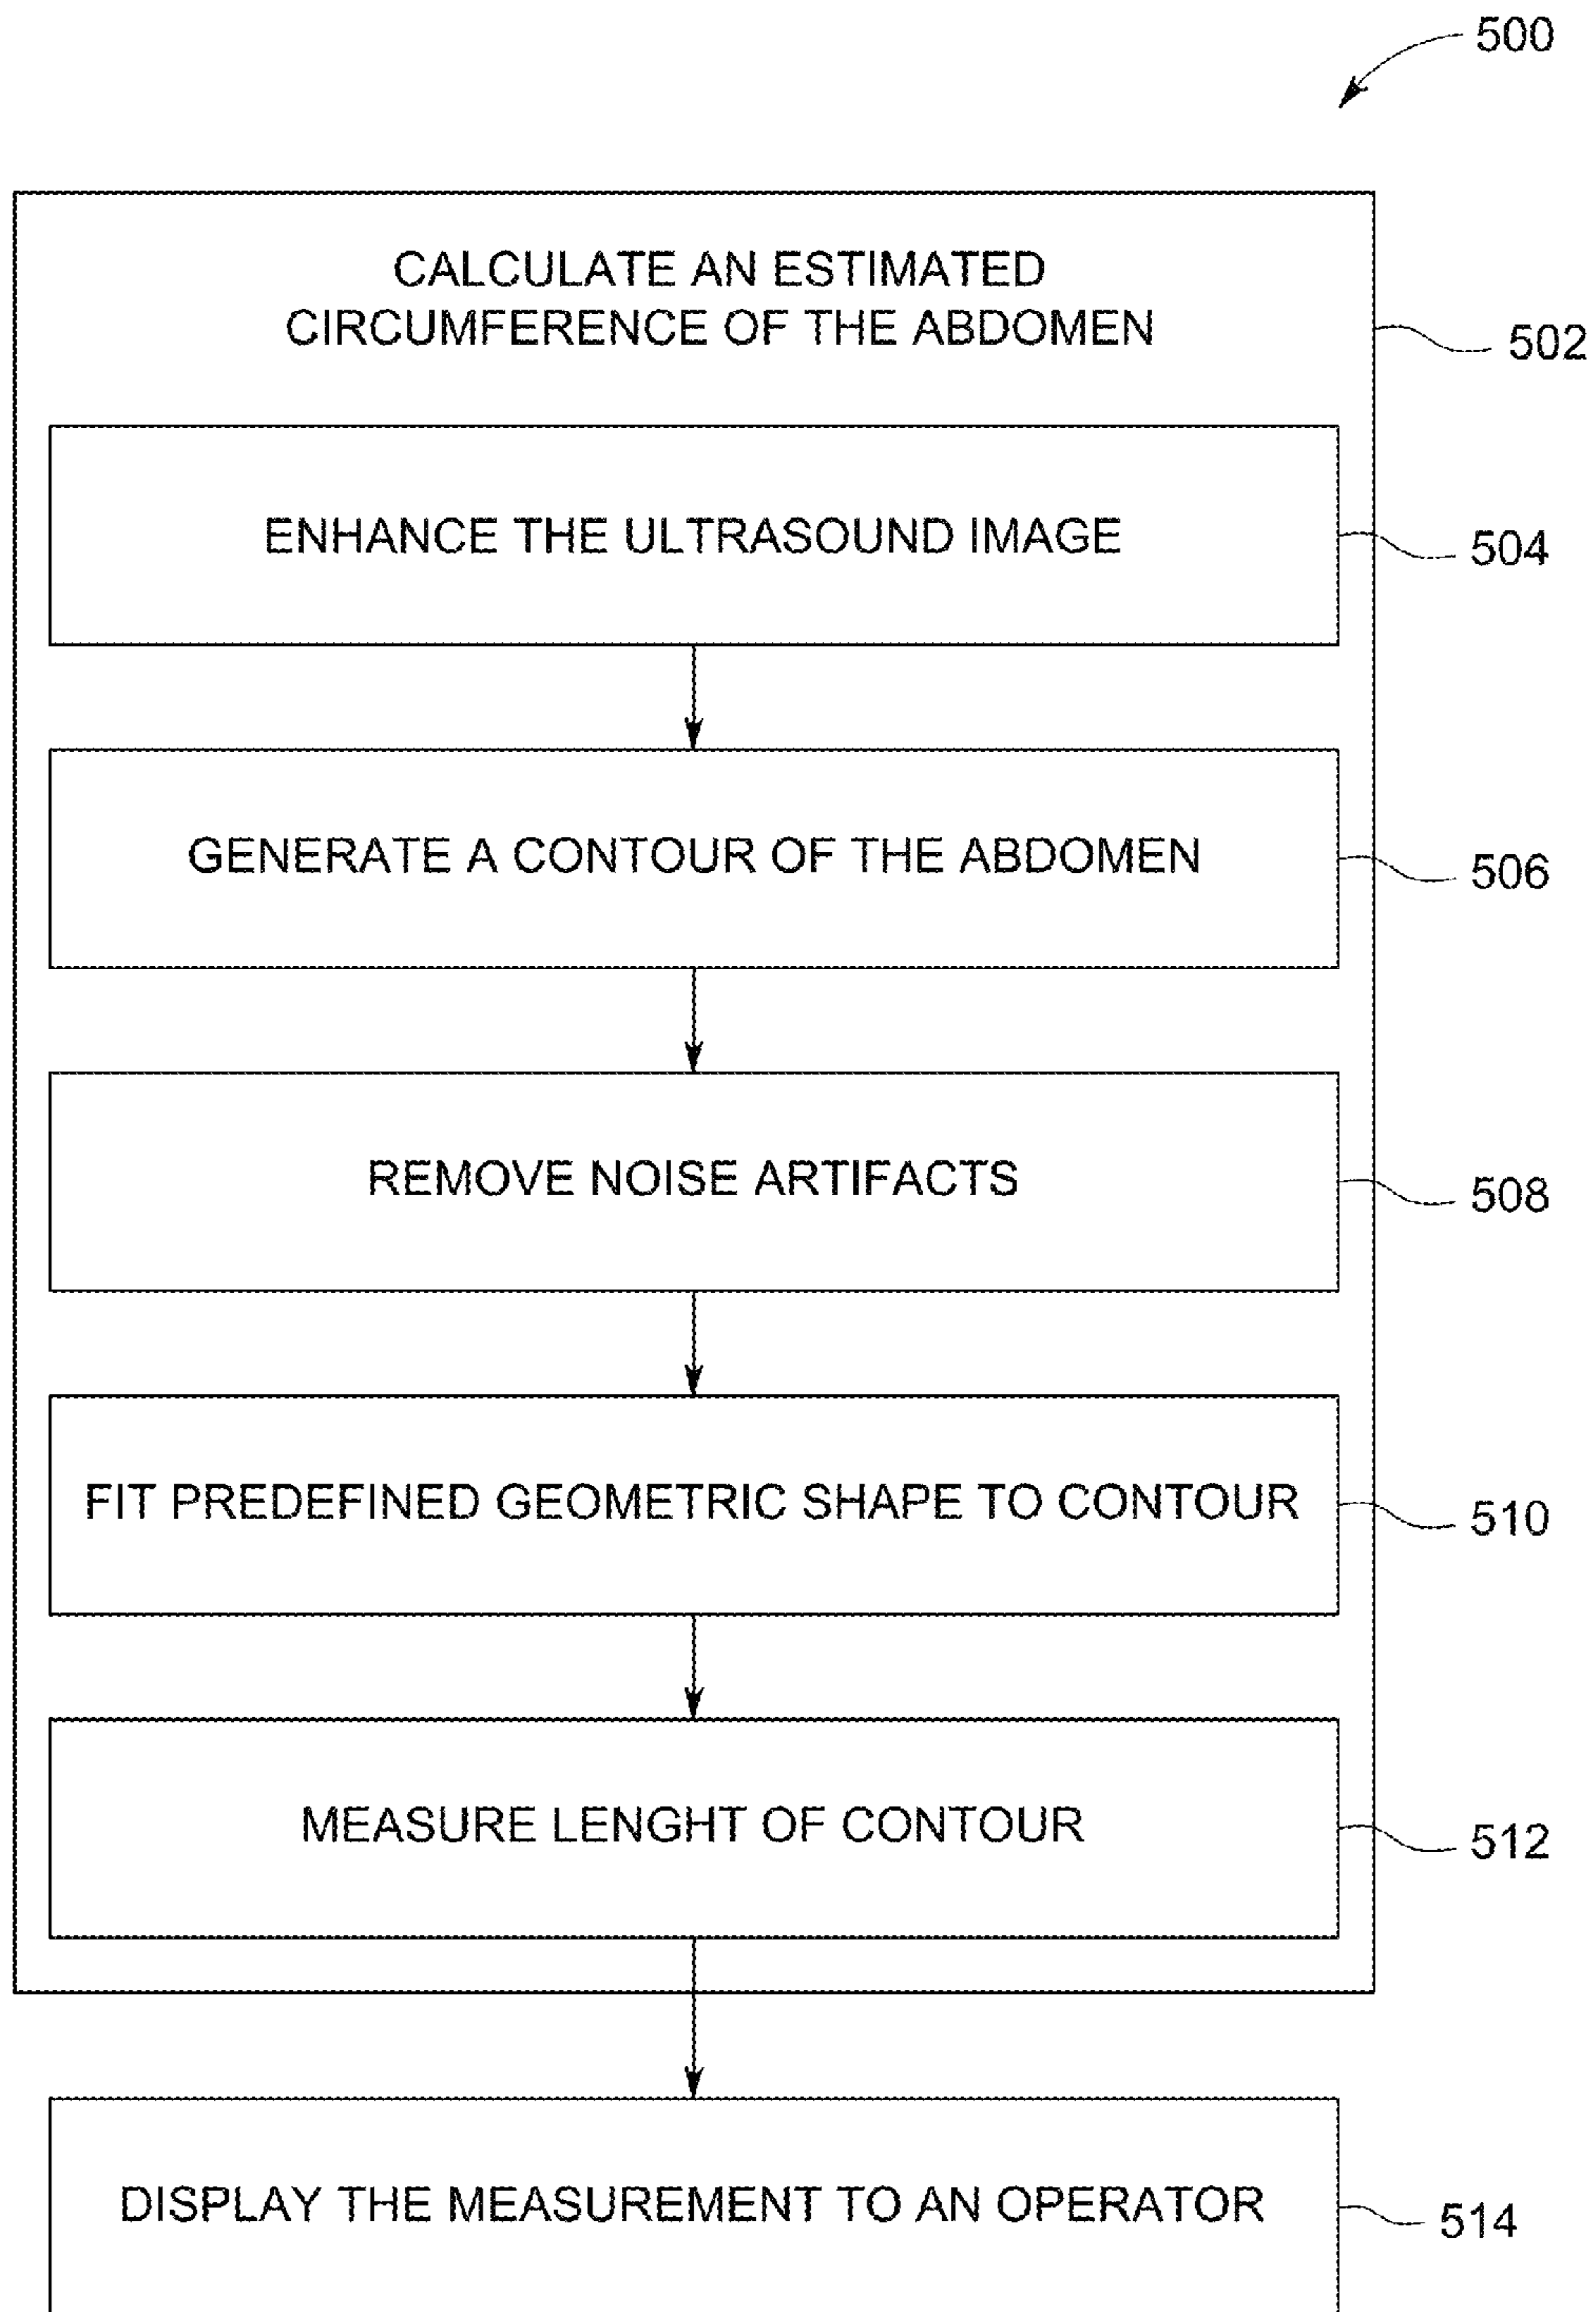 500
CALCULATE AN ESTIMATED
CIRCUMFERENCE OF THE ABDOMEN
502
ENHANCE THE ULTRASOUND IMAGE
504
GENERATE A CONTOUR OF THE ABDOMEN
506
REMOVE NOISE ARTIFACTS
508
FIT PREDEFINED GEOMETRIC SHAPE TO CONTOUR
510
MEASURE LENGHT OF CONTOUR
512
DISPLAY THE MEASUREMENT TO AN OPERATOR
514